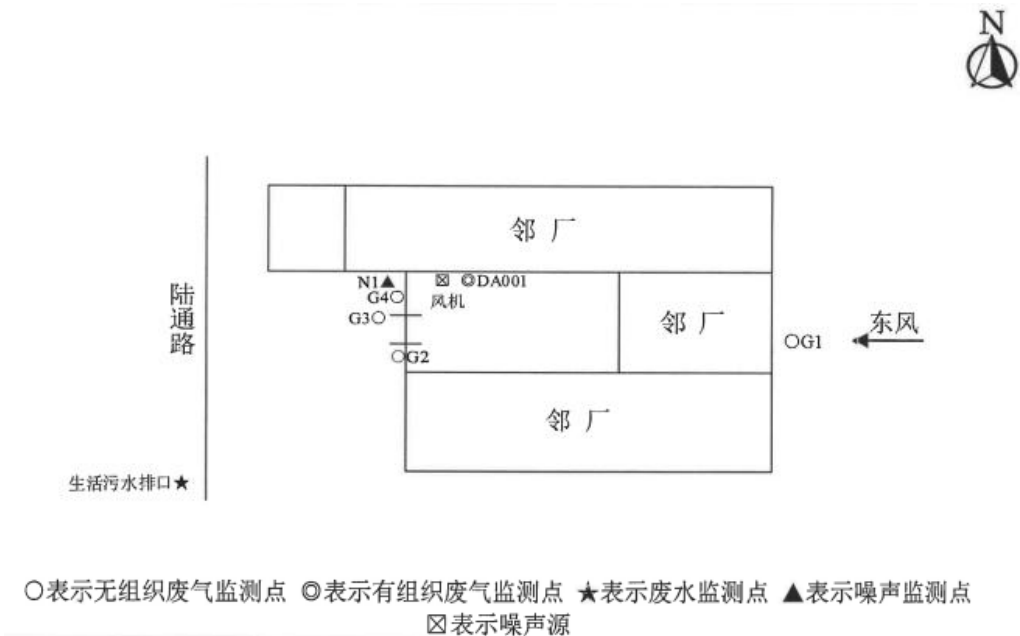 N
邻 厂
N1▲
⊠ ◎DA001
G4○
风机
G3○
陆通路
邻 厂
○G1
东风
○G2
邻 厂
生活污水排口★
○表示无组织废气监测点 ◎表示有组织废气监测点 ★表示废水监测点 ▲表示噪声监测点
⊠表示噪声源